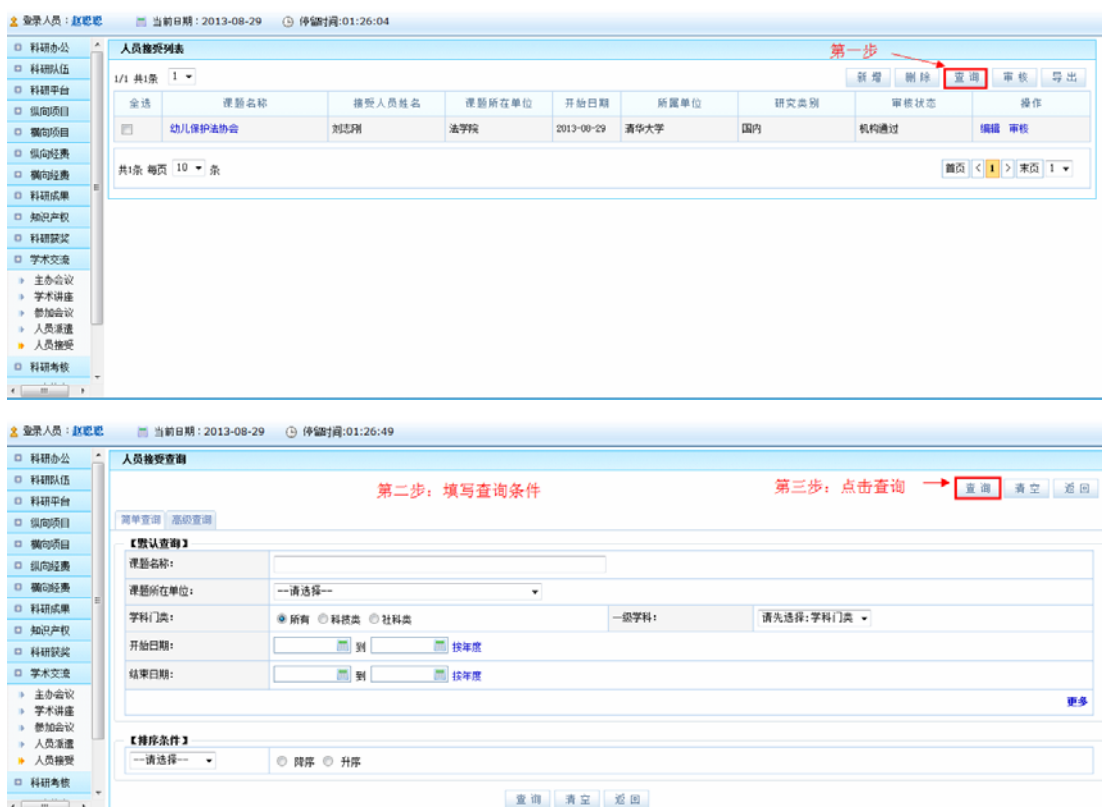 登录人员：赵聪聪 当前日期：2013-08-29 停留时间:01:26:04
科研办公
科研队伍
科研平台
纵向项目
横向项目
纵向经费
横向经费
科研成果
知识产权
科研获奖
学术交流
主办会议
学术讲座
参加会议
人员派遣
人员接受
科研考核
人员接受列表
第一步
1/1 共1条 1
新增 删除 查询 审核 导出
全选 课题名称 接受人员姓名 课题所在单位 开始日期 所属单位 研究类别 审核状态 操作
幼儿保护法协会 刘志刚 法学院 2013-08-29 清华大学 国内 机构通过 编辑 审核
共1条 每页 10 条
首页 < 1 > 末页 1
登录人员：赵聪聪 当前日期：2013-08-29 停留时间:01:26:49
科研办公
科研队伍
科研平台
纵向项目
横向项目
纵向经费
横向经费
科研成果
知识产权
科研获奖
学术交流
主办会议
学术讲座
参加会议
人员派遣
人员接受
科研考核
人员接受查询
第二步：填写查询条件
第三步：点击查询
查询 清空 返回
简单查询 高级查询
【默认查询】
课题名称：
课题所在单位： --请选择--
学科门类： 所有 科技类 社科类 一级学科： 请先选择:学科门类
开始日期： 到 按年度
结束日期： 到 按年度
更多
【排序条件】
--请选择-- 降序 升序
查询 清空 返回